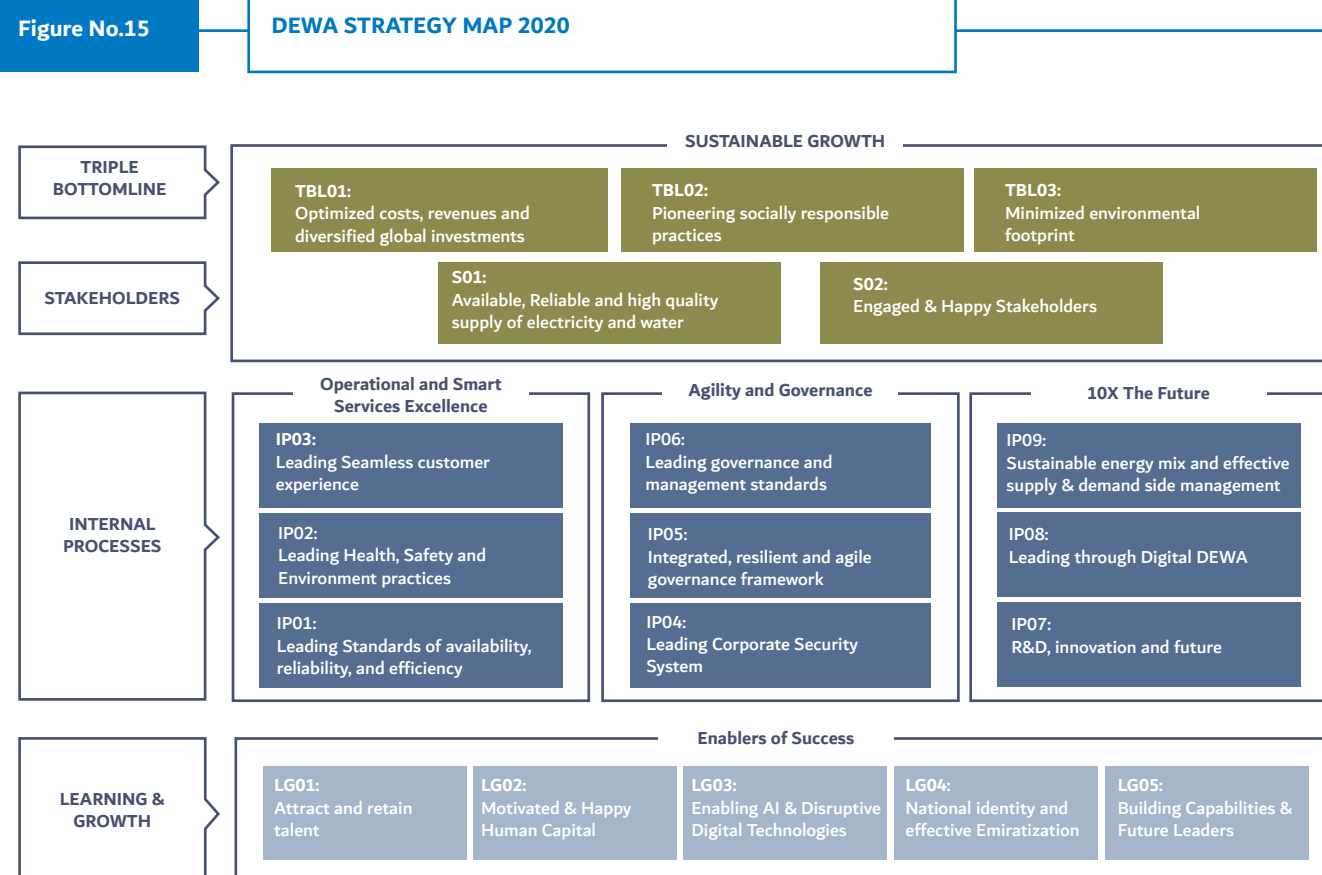 Figure No.15
DEWA STRATEGY MAP 2020
TRIPLE
BOTTOMLINE
SUSTAINABLE GROWTH
TBL01:
Optimized costs, revenues and
diversified global investments
TBL02:
Pioneering socially responsible
practices
TBL03:
Minimized environmental
footprint
STAKEHOLDERS
S01:
Available, Reliable and high quality
supply of electricity and water
S02:
Engaged & Happy Stakeholders
INTERNAL
PROCESSES
Operational and Smart
Services Excellence
IP03:
Leading Seamless customer
experience
IP02:
Leading Health, Safety and
Environment practices
IP01:
Leading Standards of availability,
reliability, and efficiency
Agility and Governance
IP06:
Leading governance and
management standards
IP05:
Integrated, resilient and agile
governance framework
IP04:
Leading Corporate Security
System
10X The Future
IP09:
Sustainable energy mix and effective
supply & demand side management
IP08:
Leading through Digital DEWA
IP07:
R&D, innovation and future
LEARNING &
GROWTH
Enablers of Success
LG01:
Attract and retain
talent
LG02:
Motivated & Happy
Human Capital
LG03:
Enabling AI & Disruptive
Digital Technologies
LG04:
National identity and
effective Emiratization
LG05:
Building Capabilities &
Future Leaders